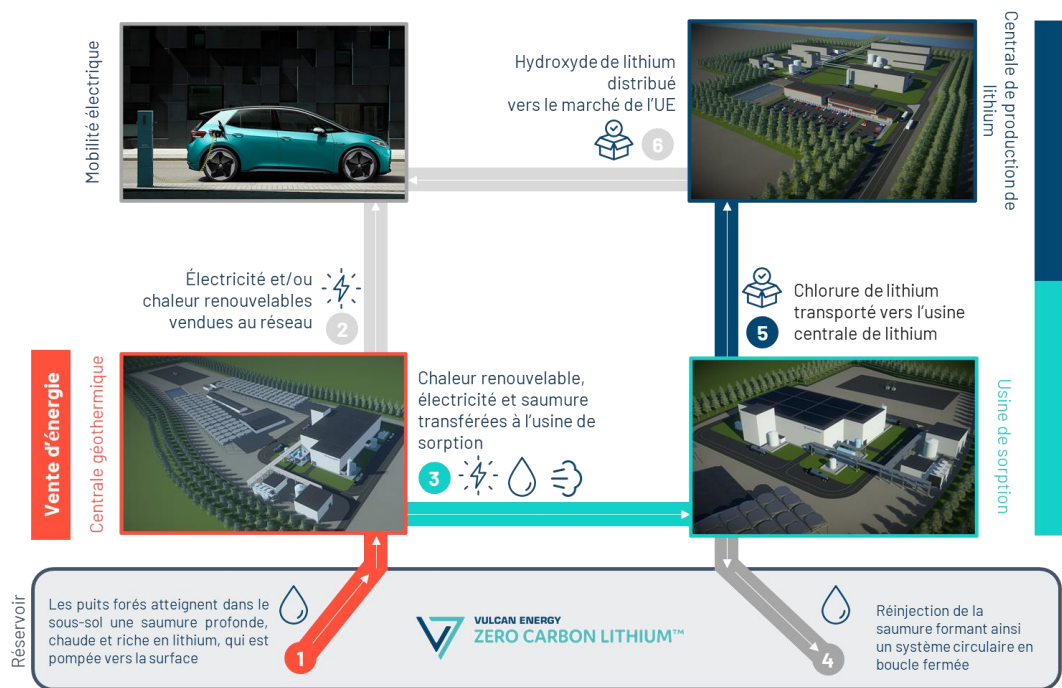 Mobilité électrique
Hydroxyde de lithium
distribué
vers le marché de l'UE
6
Centrale de production de
lithium
Électricité et/ou
chaleur renouvelables
vendues au réseau
2
Chlorure de lithium
transporté vers l'usine
centrale de lithium
5
Vente d'énergie
Centrale géothermique
Chaleur renouvelable,
électricité et saumure
transférées à l'usine de
sorption
3
Usine de sorption
Réservoir
Les puits forés atteignent dans le
sous-sol une saumure profonde,
chaude et riche en lithium, qui est
pompée vers la surface
1
VULCAN ENERGY
ZERO CARBON LITHIUM™
4
Réinjection de la
saumure formant ainsi
un système circulaire en
boucle fermée